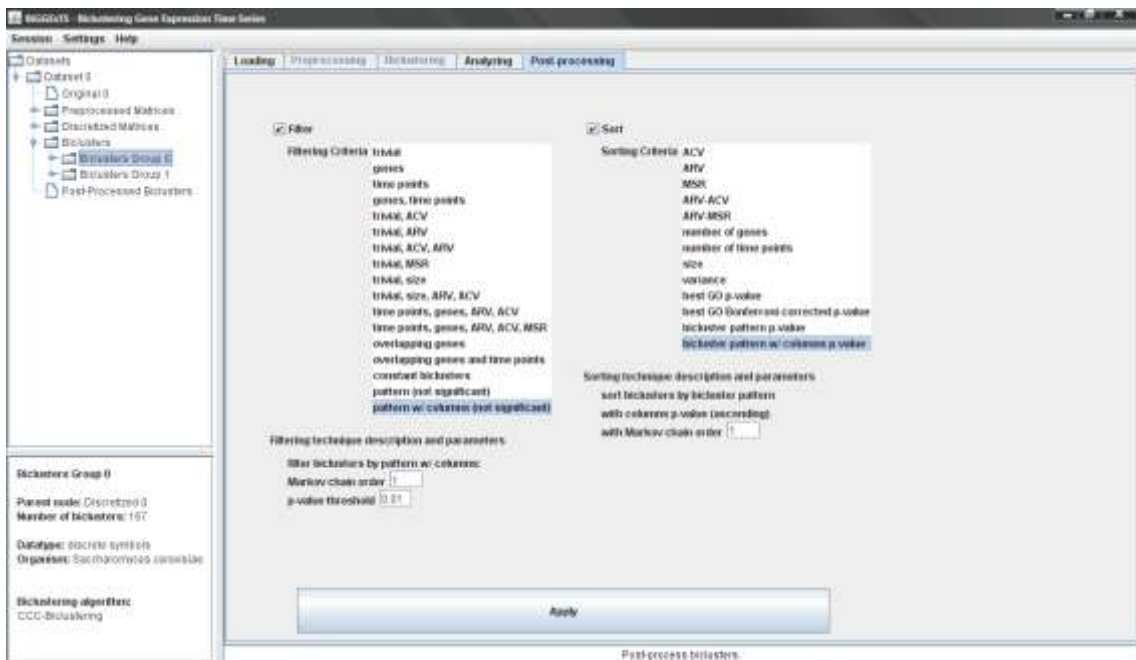 BiGGEsTS - Biclustering Gene Expression Time Series
Session Settings Help
Datasets
Dataset 0
Original 0
Preprocessed Matrices
Discretized Matrices
Biclusters
Biclusters Group 0
Biclusters Group 1
Post-Processed Biclusters
Biclusters Group 0
Parent node: Discretized 0
Number of biclusters: 167
Datatype: discrete symbols
Organism: Saccharomyces cerevisiae
Biclustering algorithm:
CCC-Biclustering
Loading Preprocessing Biclustering Analyzing Post-processing
Filter
Filtering Criteria trivial
genes
time points
genes, time points
trivial, ACV
trivial, ARV
trivial, ACV, ARV
trivial, MSR
trivial, size
trivial, size, ARV, ACV
time points, genes, ARV, ACV
time points, genes, ARV, ACV, MSR
overlapping genes
overlapping genes and time points
constant biclusters
pattern (not significant)
pattern w/ columns (not significant)
Filtering technique description and parameters
filter biclusters by pattern w/ columns:
Markov chain order 1
p-value threshold 0.01
Sort
Sorting Criteria ACV
ARV
MSR
ARV-ACV
ARV-MSR
number of genes
number of time points
size
variance
best GO p-value
best GO Bonferroni-corrected p-value
bicluster pattern p-value
bicluster pattern w/ columns p-value
Sorting technique description and parameters
sort biclusters by bicluster pattern
with columns p-value (ascending)
with Markov chain order 1
Apply
Post-process biclusters.